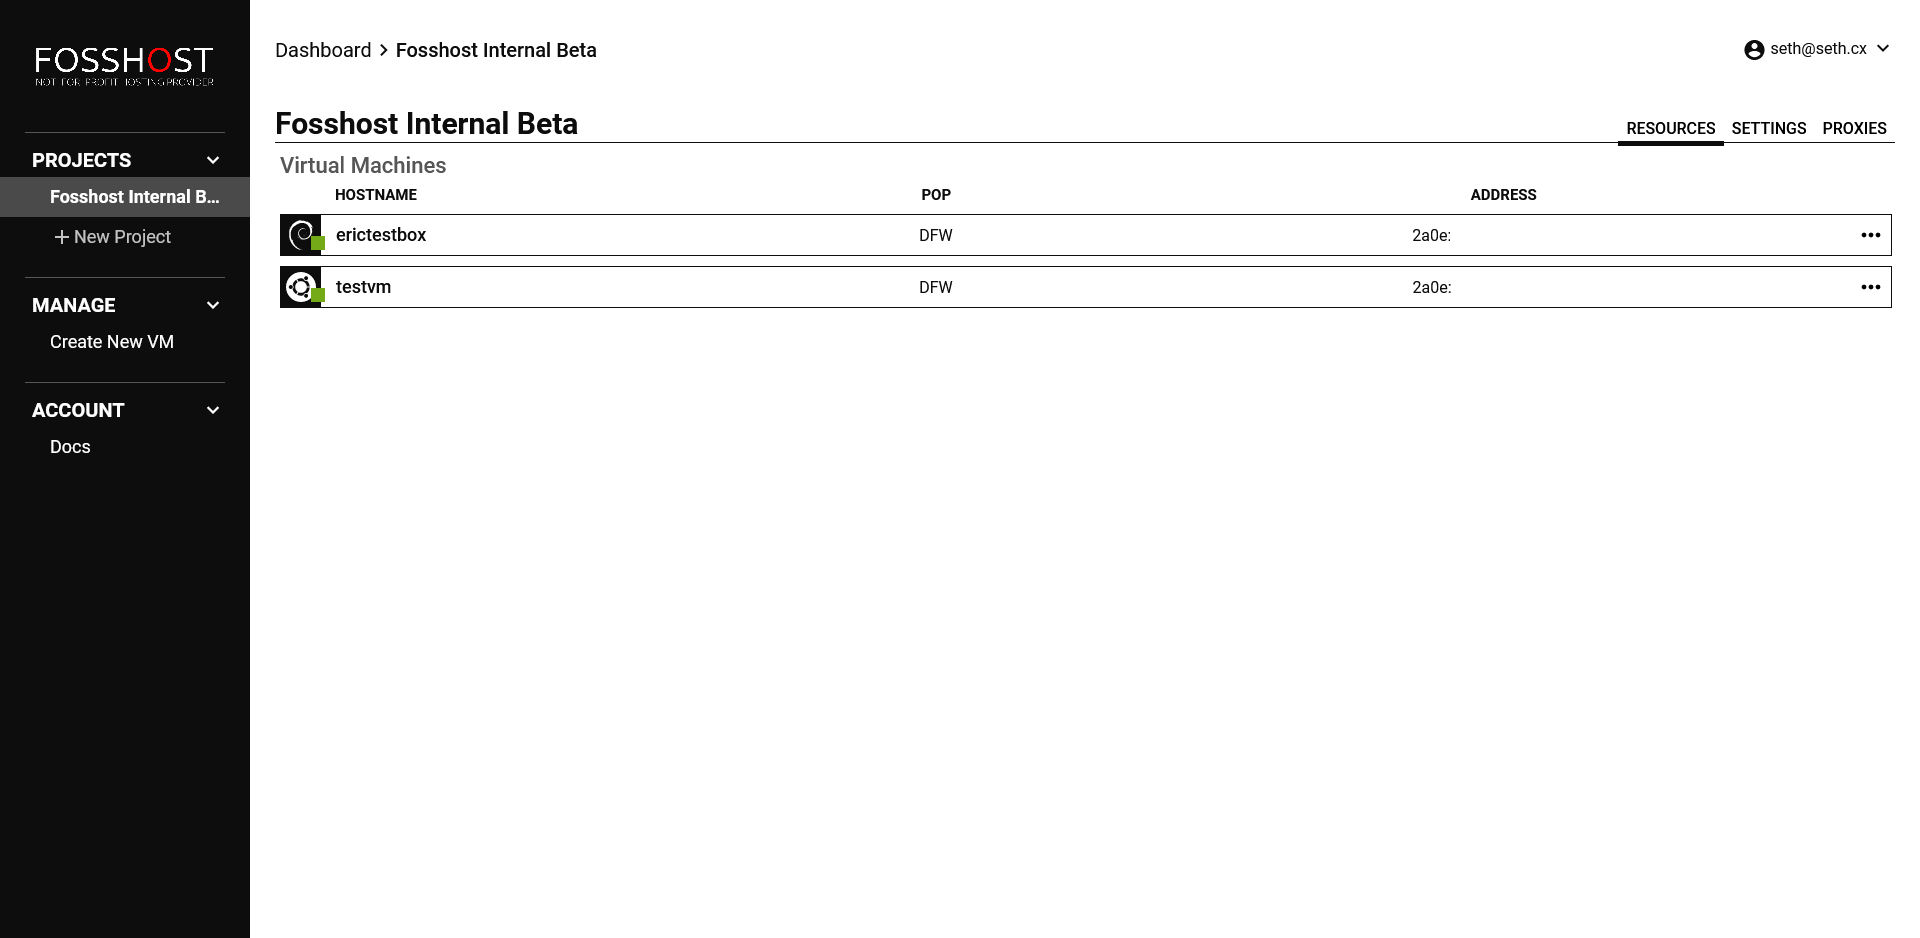 FOSSHOST
NOT FOR PROFIT HOSTING PROVIDER
PROJECTS
Fosshost Internal B...
+ New Project
MANAGE
Create New VM
ACCOUNT
Docs
Dashboard > Fosshost Internal Beta
seth@seth.cx
Fosshost Internal Beta
RESOURCES SETTINGS PROXIES
Virtual Machines
HOSTNAME POP ADDRESS
erictestbox DFW 2a0e:
testvm DFW 2a0e: